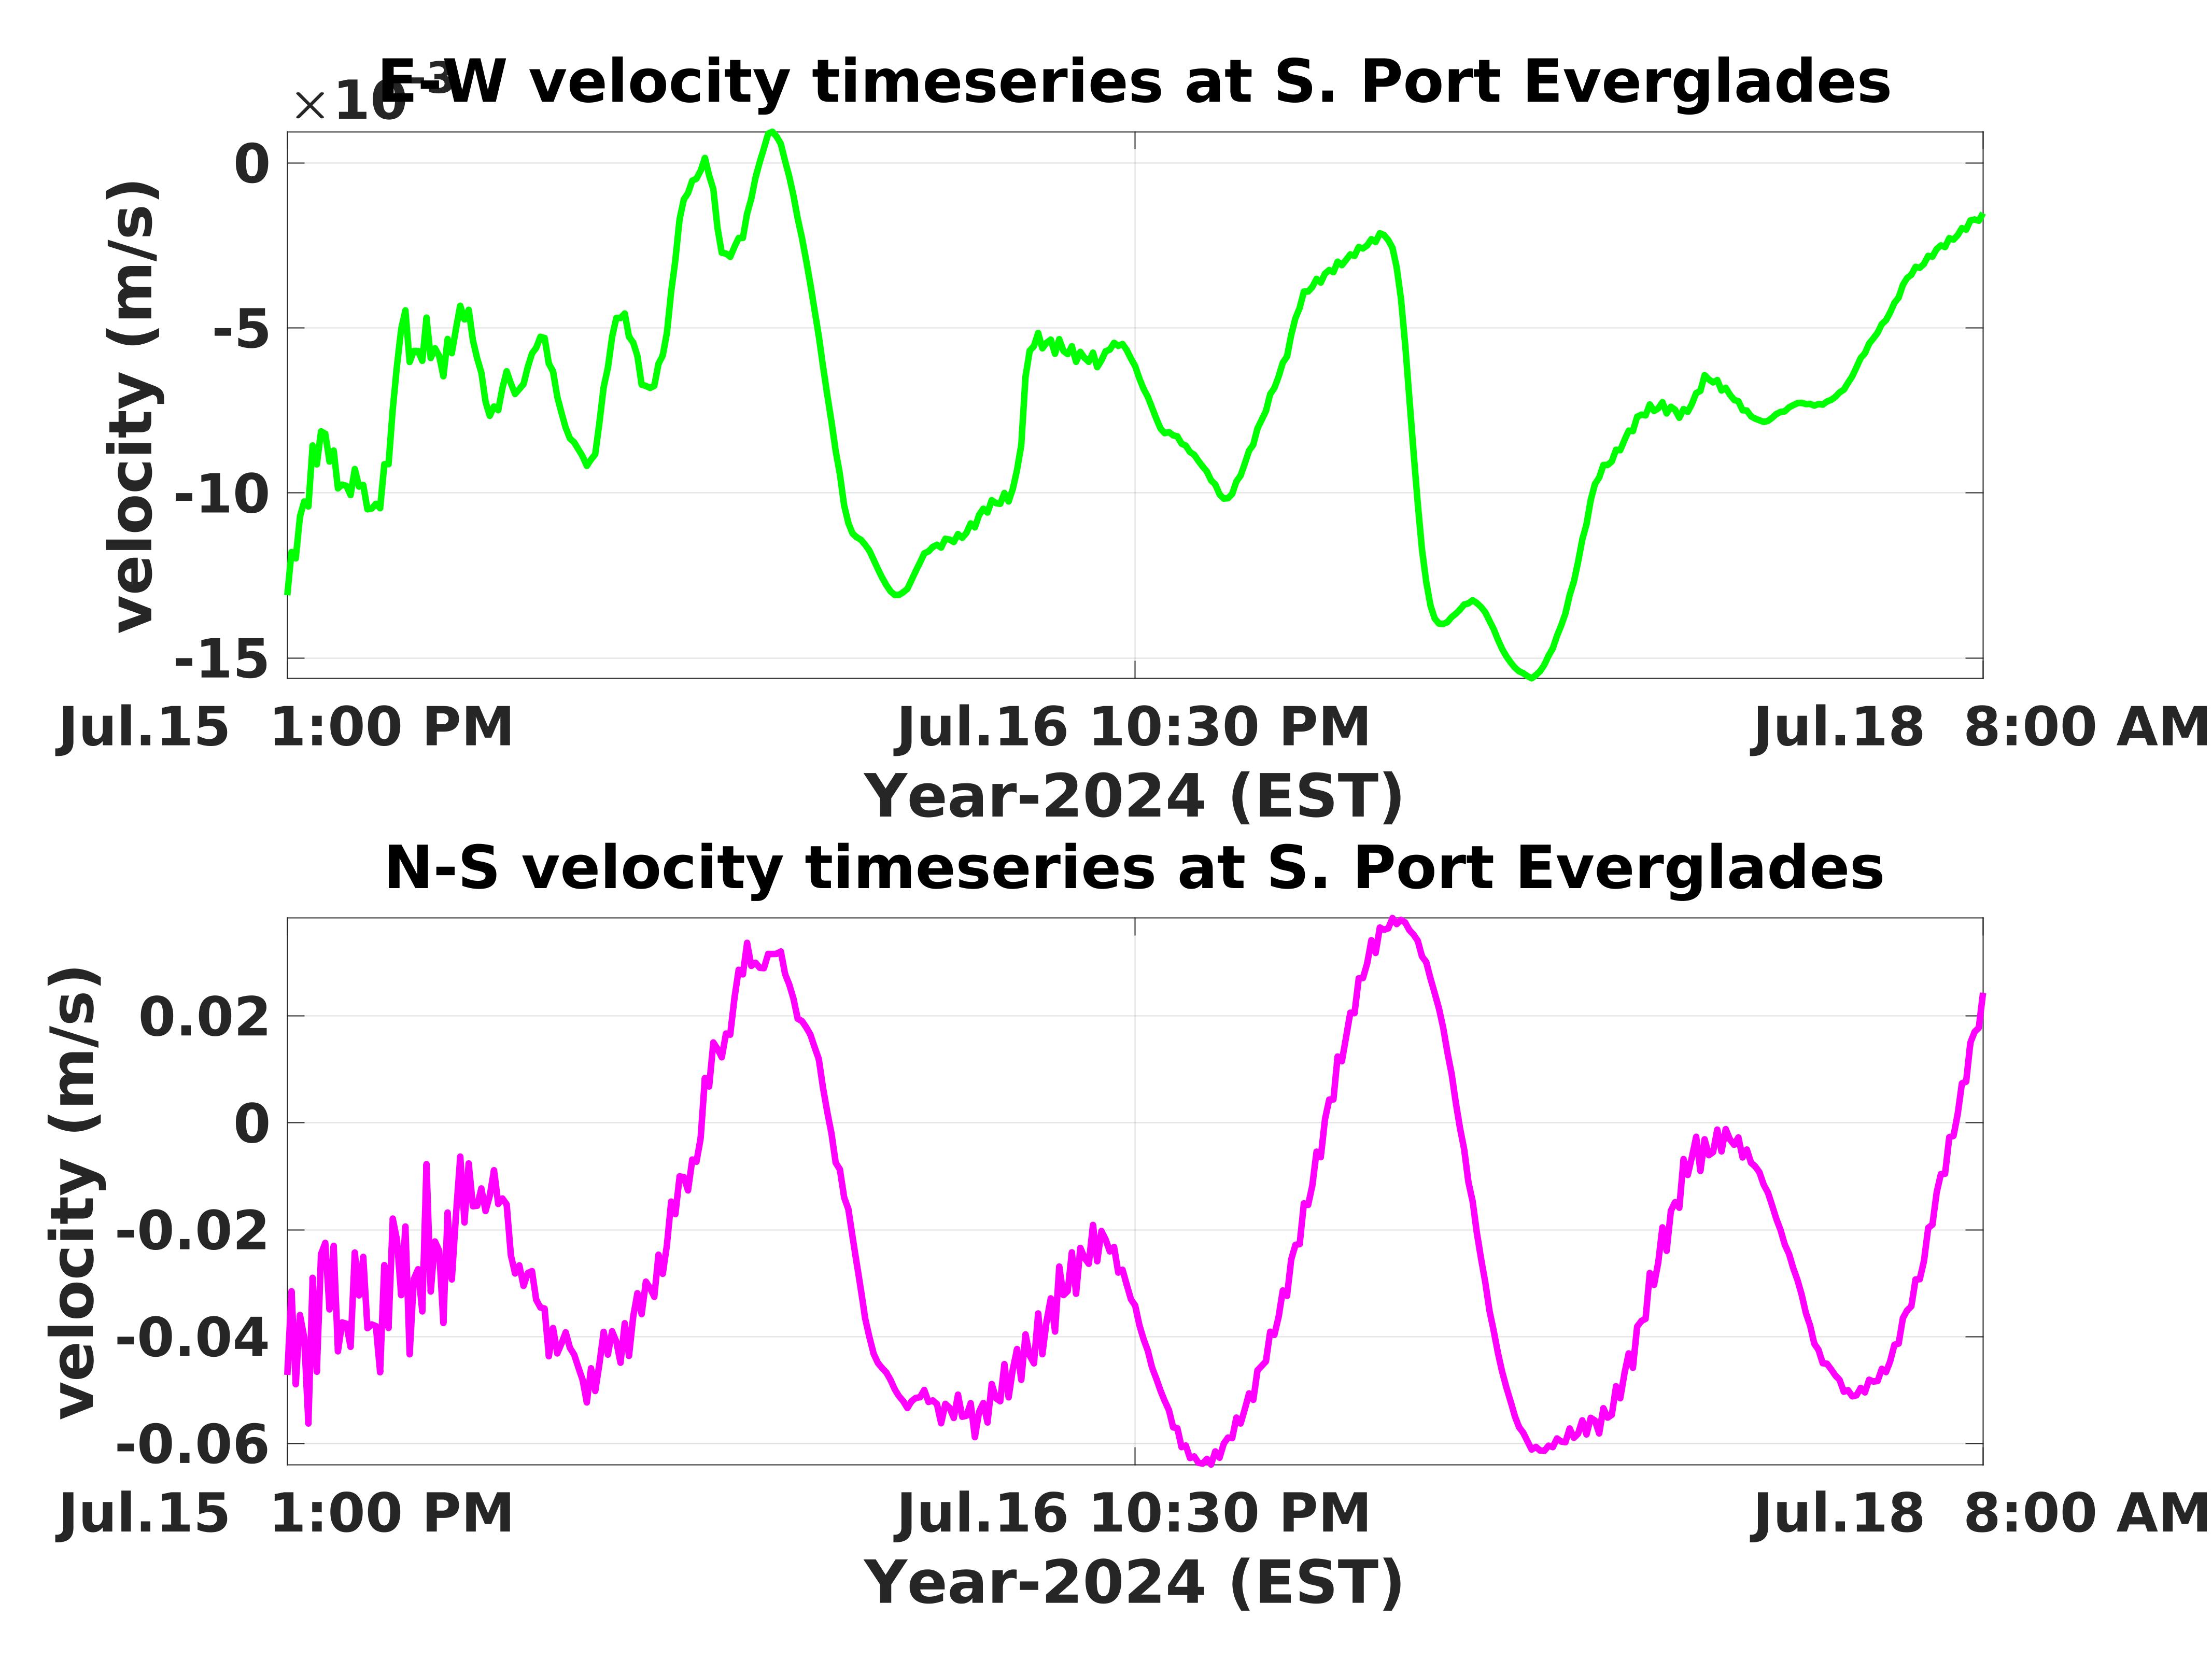 E-W velocity timeseries at S. Port Everglades
×10-3
0
-5
-10
-15
velocity (m/s)
Jul.15  1:00 PM Jul.16 10:30 PM Jul.18  8:00 AM
Year-2024 (EST)
N-S velocity timeseries at S. Port Everglades
0.02
0
-0.02
-0.04
-0.06
velocity (m/s)
Jul.15  1:00 PM Jul.16 10:30 PM Jul.18  8:00 AM
Year-2024 (EST)